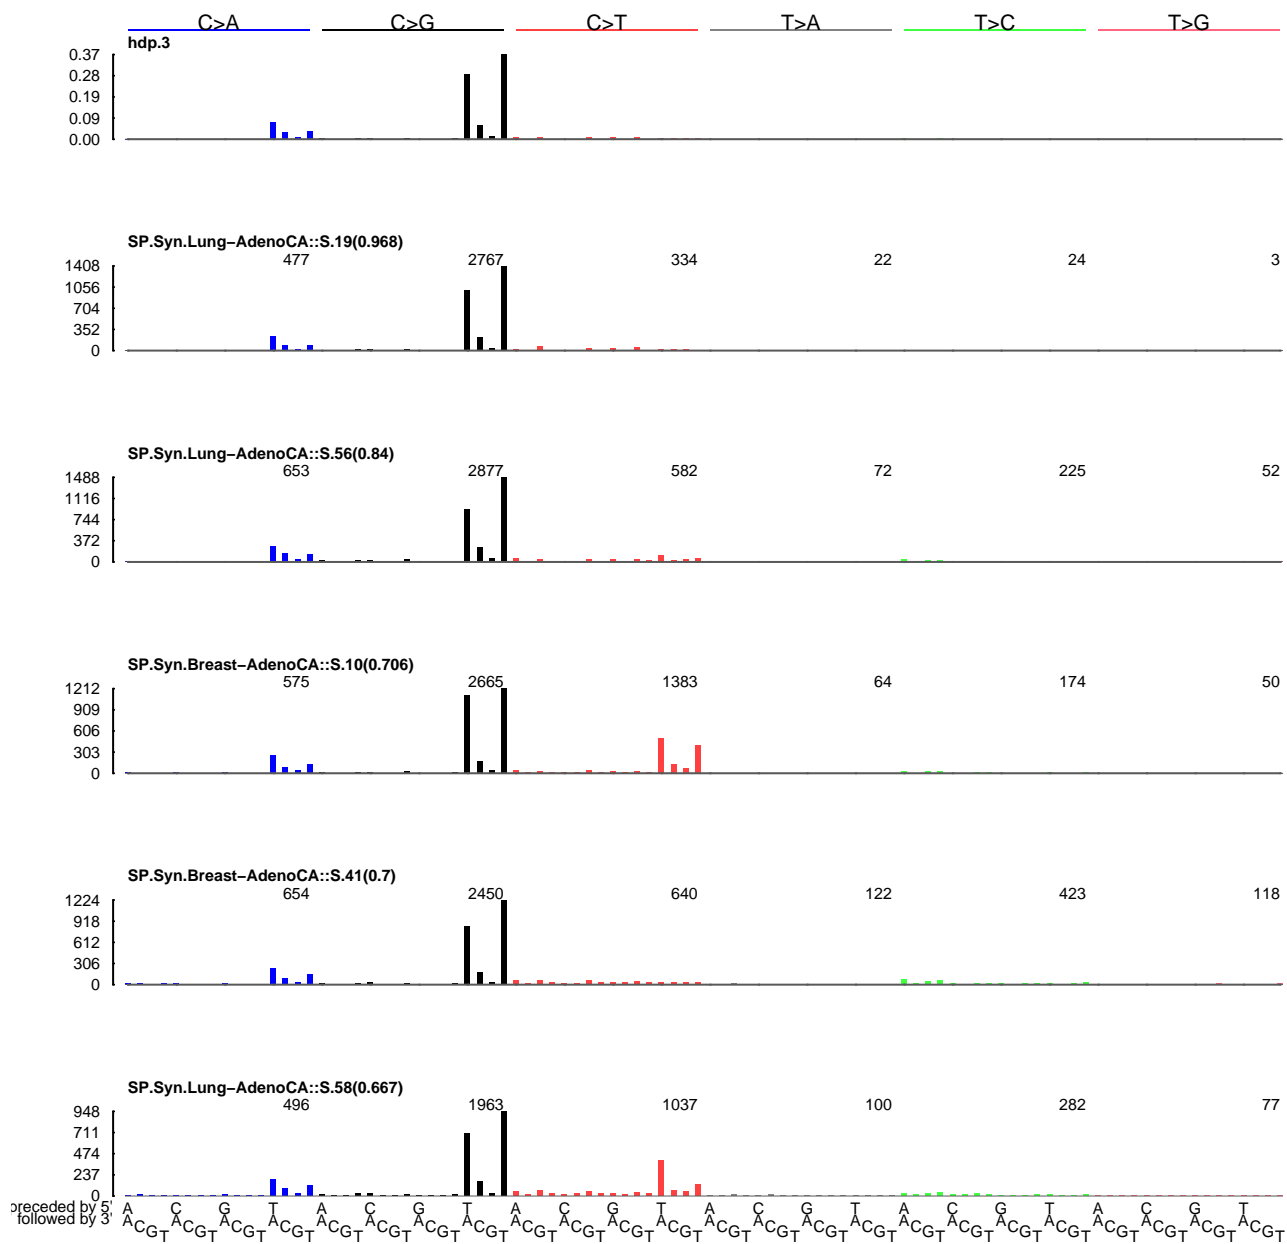 C>A C>G C>T T>A T>C T>G
hdp.3
0.37
0.28
0.19
0.09
0.00
SP.Syn.Lung−AdenoCA::S.19(0.968)
477 2767 334 22 24 3
1408
1056
704
352
0
SP.Syn.Lung−AdenoCA::S.56(0.84)
653 2877 582 72 225 52
1488
1116
744
372
0
SP.Syn.Breast−AdenoCA::S.10(0.706)
575 2665 1383 64 174 50
1212
909
606
303
0
SP.Syn.Breast−AdenoCA::S.41(0.7)
654 2450 640 122 423 118
1224
918
612
306
0
SP.Syn.Lung−AdenoCA::S.58(0.667)
496 1963 1037 100 282 77
948
711
474
237
0
preceded by 5' A C G T A C G T A C G T A C G T A C G T A C G T
followed by 3' A C G T A C G T A C G T A C G T A C G T A C G T A C G T A C G T A C G T A C G T A C G T A C G T A C G T A C G T A C G T A C G T A C G T A C G T A C G T A C G T A C G T A C G T A C G T A C G T